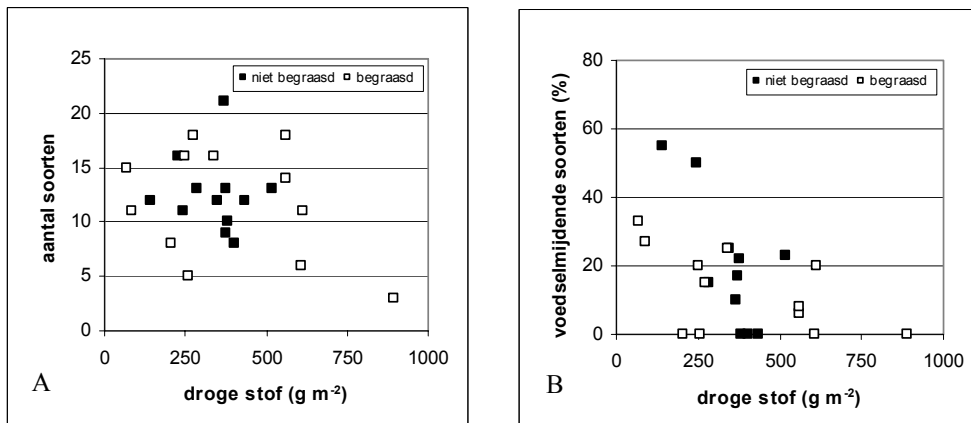 25
20
15
10
5
0
aantal soorten
niet begraasd
begraasd
0 250 500 750 1000
droge stof (g m-2)
A
80
60
40
20
0
voedselmijdende soorten (%)
niet begraasd
begraasd
0 250 500 750 1000
droge stof (g m-2)
B